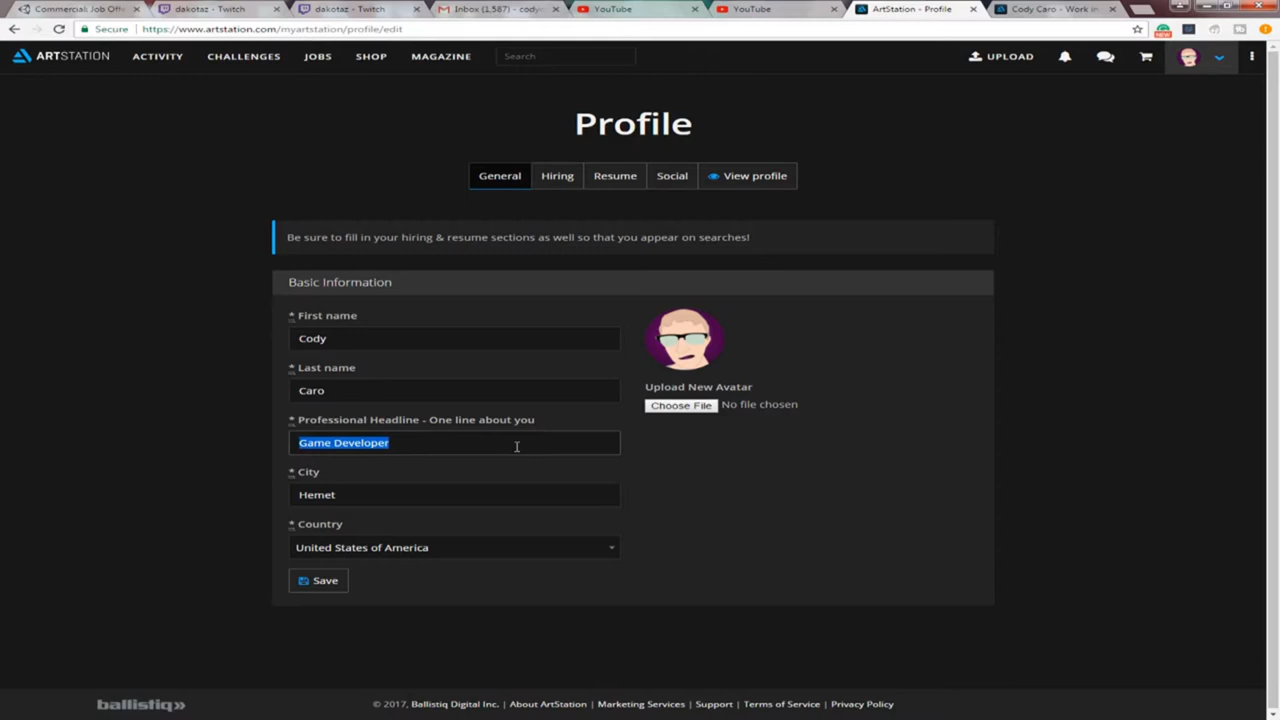 Commercial: Job Off
dakotaz - Twitch
dakotaz - Twitch
Inbox (1,587) - cody
YouTube
YouTube
ArtStation - Profile
Cody Caro - Work in
Secure
https://www.artstation.com/myartstation/profile/edit
ARTSTATION
ACTIVITY
CHALLENGES
JOBS
SHOP
MAGAZINE
Search
UPLOAD
Profile
General
Hiring
Resume
Social
View profile
Be sure to fill in your hiring & resume sections as well so that you appear on searches!
Basic Information
* First name
Cody
* Last name
Caro
* Professional Headline - One line about you
Game Developer
* City
Hemet
* Country
United States of America
Save
Upload New Avatar
Choose File No file chosen
ballistiq»
© 2017, Ballistiq Digital Inc. | About ArtStation | Marketing Services | Support | Terms of Service | Privacy Policy